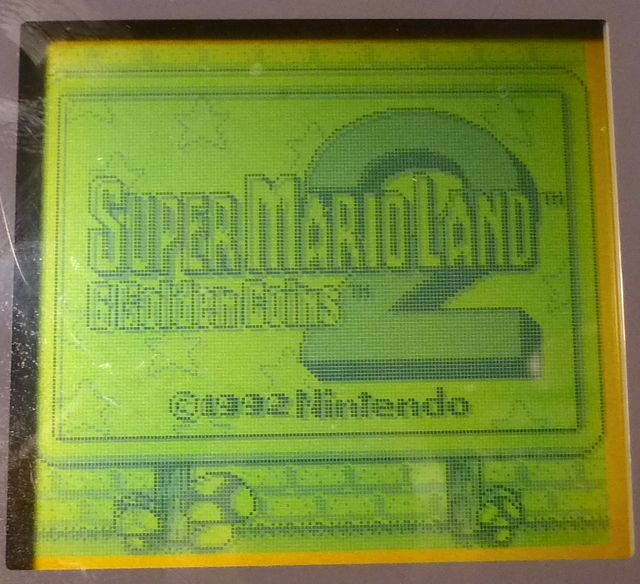 SUPER MARIO LAND™ 2
6 Golden Coins™
©1992 Nintendo